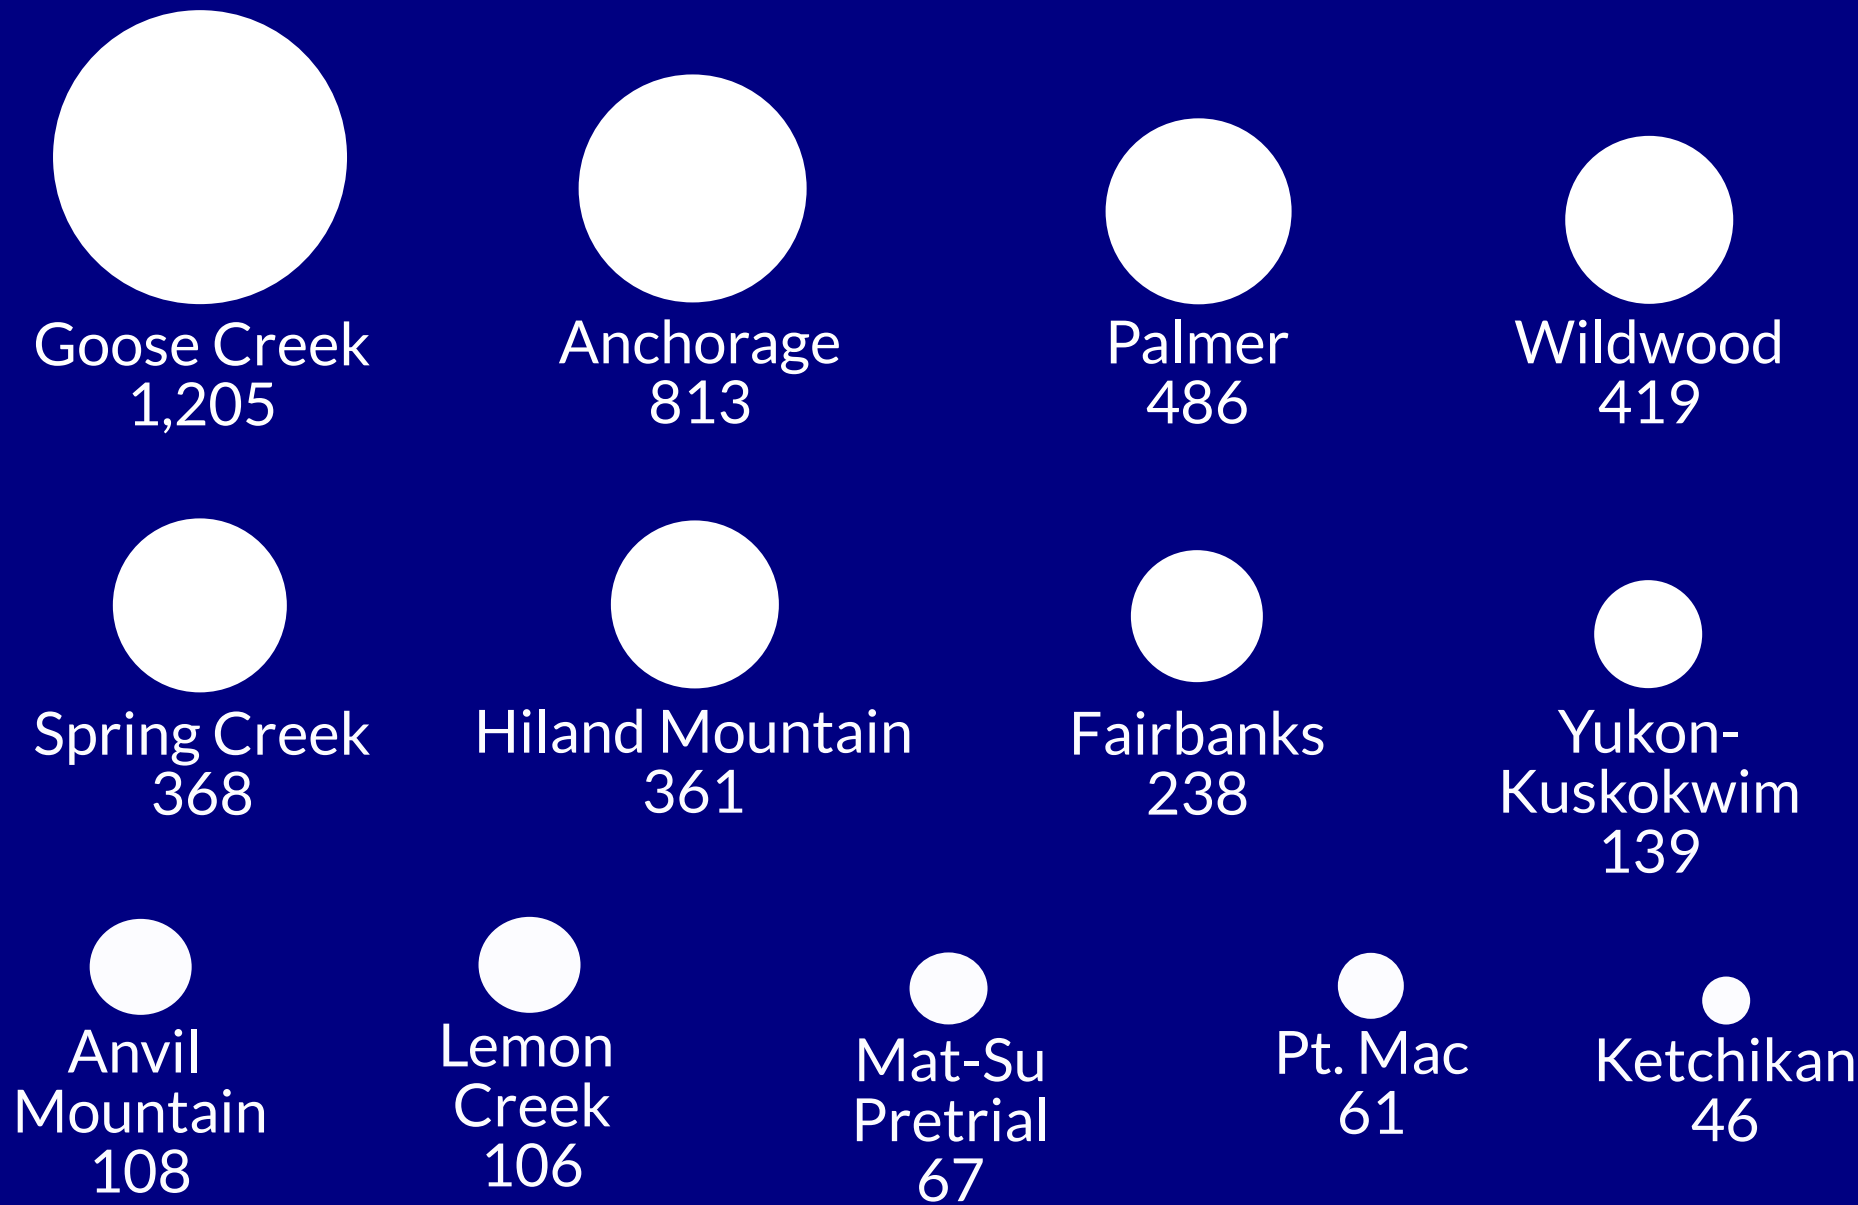 Goose Creek
1,205
Anchorage
813
Palmer
486
Wildwood
419
Spring Creek
368
Hiland Mountain
361
Fairbanks
238
Yukon-
Kuskokwim
139
Anvil
Mountain
108
Lemon
Creek
106
Mat-Su
Pretrial
67
Pt. Mac
61
Ketchikan
46